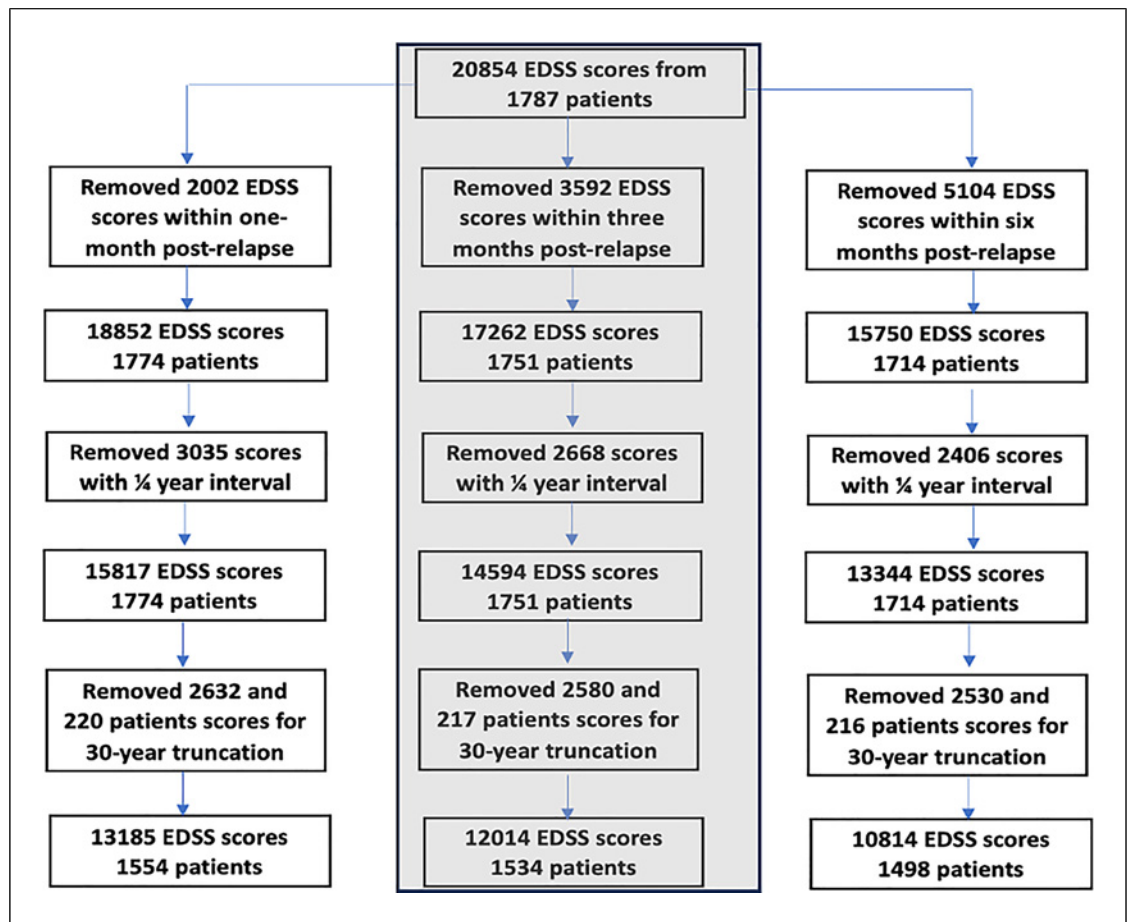 20854 EDSS scores from
1787 patients
Removed 2002 EDSS
scores within one-
month post-relapse
18852 EDSS scores
1774 patients
Removed 3035 scores
with ¼ year interval
15817 EDSS scores
1774 patients
Removed 2632 and
220 patients scores for
30-year truncation
13185 EDSS scores
1554 patients
Removed 3592 EDSS
scores within three
months post-relapse
17262 EDSS scores
1751 patients
Removed 2668 scores
with ¼ year interval
14594 EDSS scores
1751 patients
Removed 2580 and
217 patients scores for
30-year truncation
12014 EDSS scores
1534 patients
Removed 5104 EDSS
scores within six
months post-relapse
15750 EDSS scores
1714 patients
Removed 2406 scores
with ¼ year interval
13344 EDSS scores
1714 patients
Removed 2530 and
216 patients scores for
30-year truncation
10814 EDSS scores
1498 patients